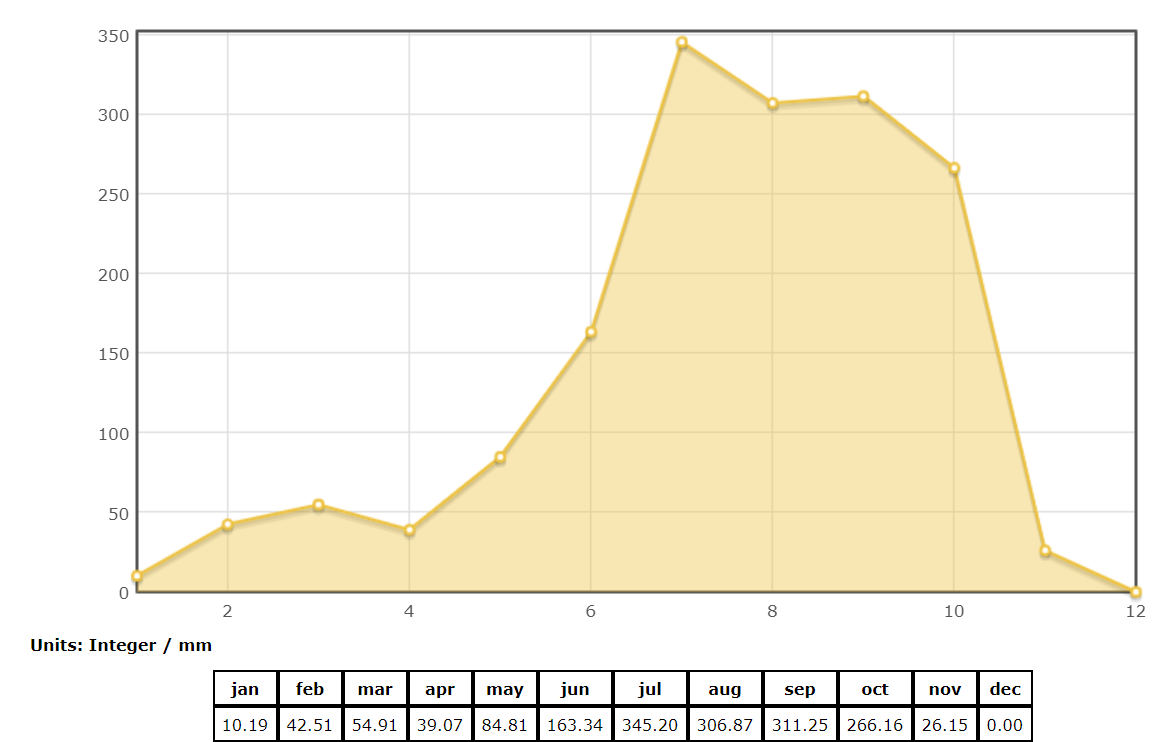 350
300
250
200
150
100
50
0
2 4 6 8 10 12
Units: Integer / mm
jan feb mar apr may jun jul aug sep oct nov dec
10.19 42.51 54.91 39.07 84.81 163.34 345.20 306.87 311.25 266.16 26.15 0.00